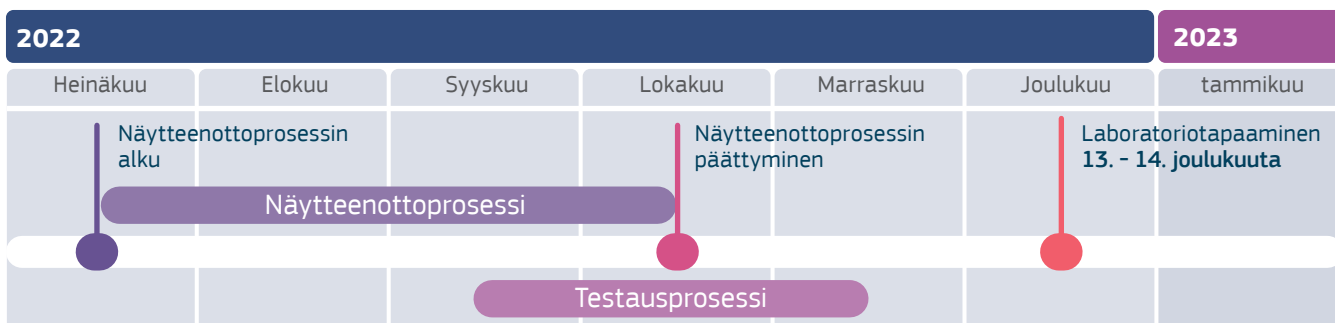 2022
2023
Heinäkuu
Elokuu
Syyskuu
Lokakuu
Marraskuu
Joulukuu
tammikuu
Näytteenottoprosessin
alku
Näytteenottoprosessin
päättyminen
Laboratoriotapaaminen
13. - 14. joulukuuta
Näytteenottoprosessi
Testausprosessi